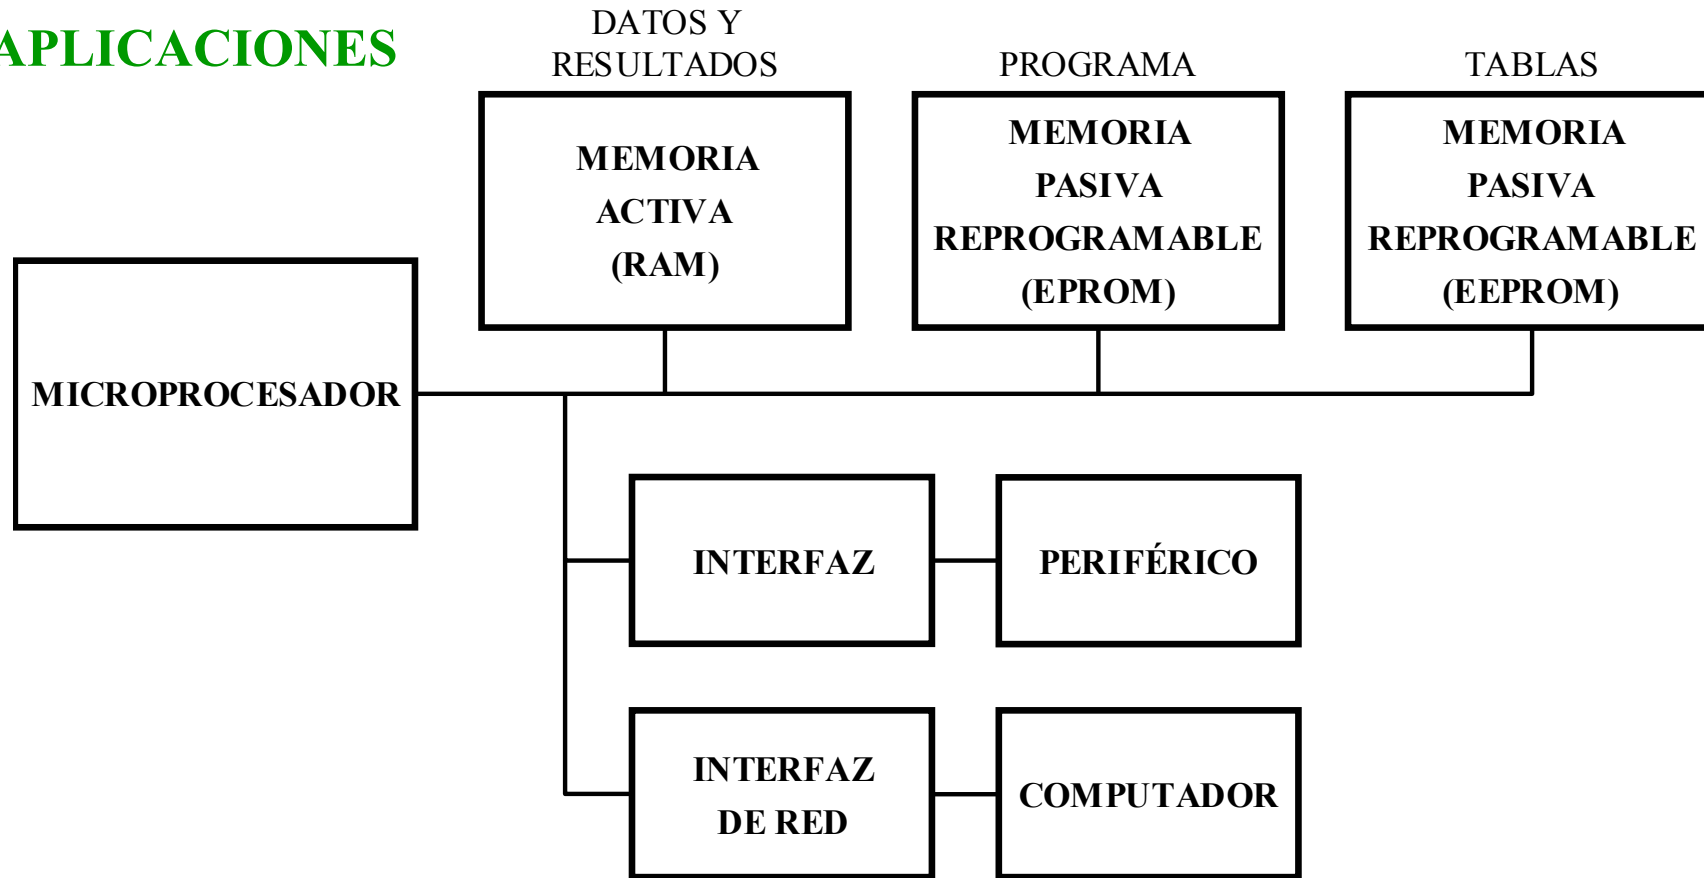 APLICACIONES
DATOS Y
RESULTADOS
PROGRAMA
TABLAS
MEMORIA
ACTIVA
(RAM)
MEMORIA
PASIVA
REPROGRAMABLE
(EPROM)
MEMORIA
PASIVA
REPROGRAMABLE
(EEPROM)
MICROPROCESADOR
INTERFAZ
PERIFÉRICO
INTERFAZ
DE RED
COMPUTADOR